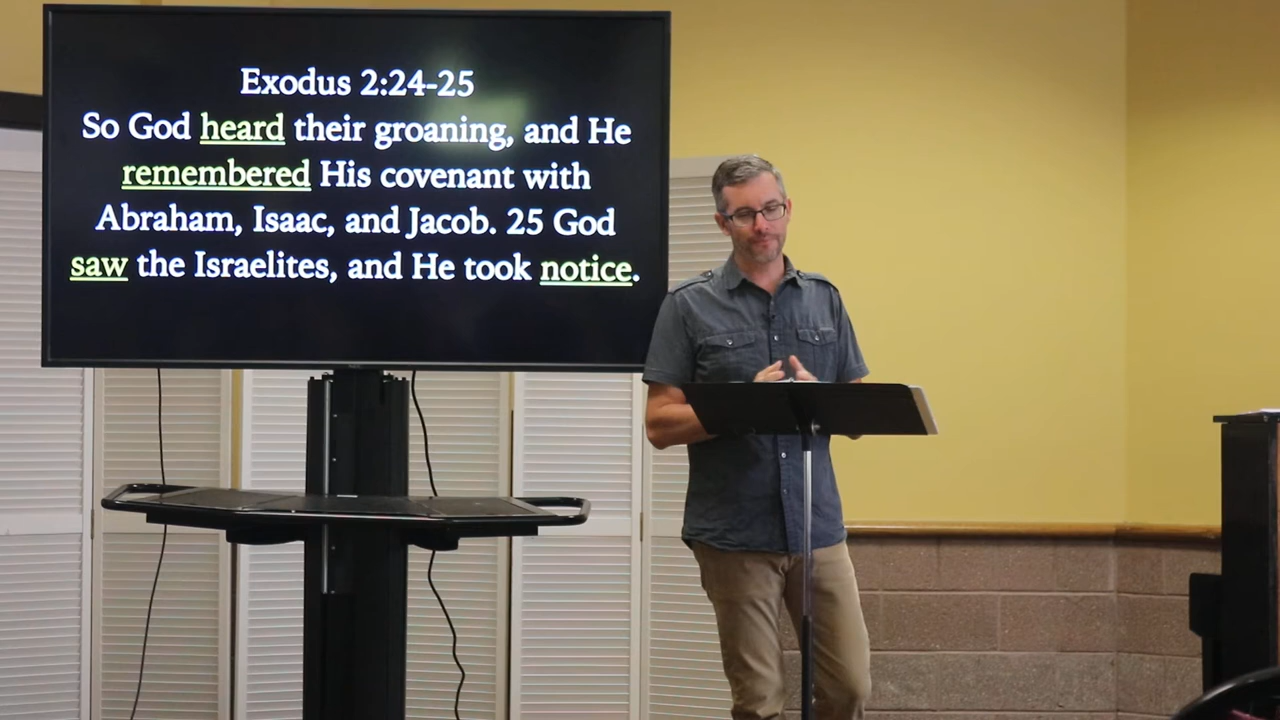 Exodus 2:24-25
So God heard their groaning, and He
remembered His covenant with
Abraham, Isaac, and Jacob. 25 God
saw the Israelites, and He took notice.